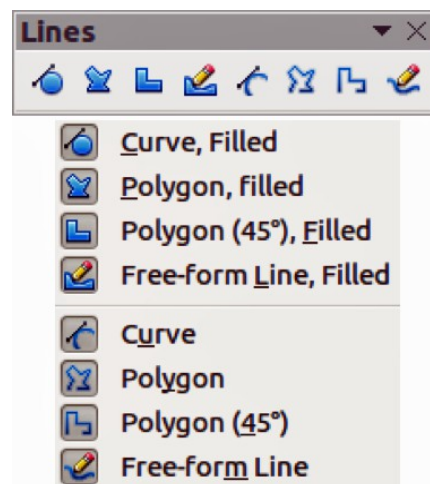 Lines
Curve, Filled
Polygon, filled
Polygon (45°), Filled
Free-form Line, Filled
Curve
Polygon
Polygon (45°)
Free-form Line